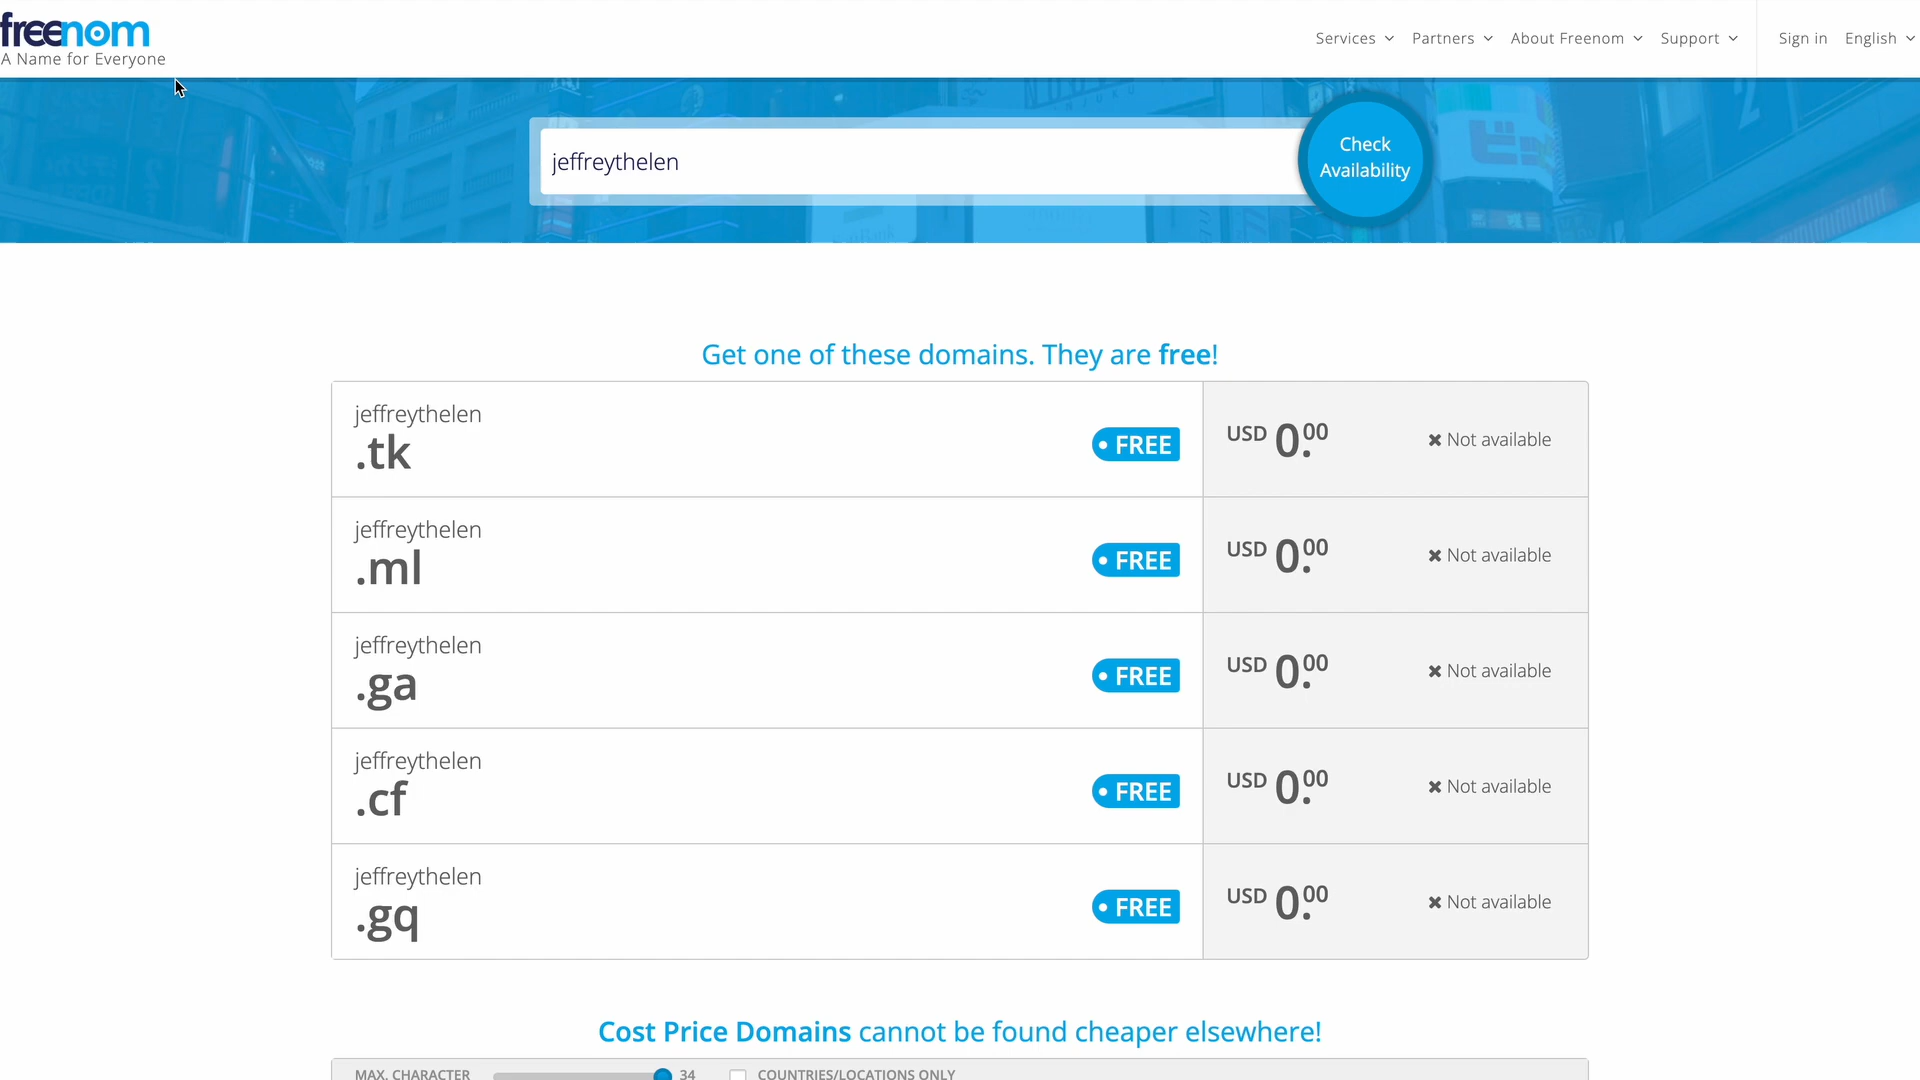 freenom
A Name for Everyone
Services
Partners
About Freenom
Support
Sign in
English
jeffreythelen
Check
Availability
Get one of these domains. They are free!
jeffreythelen
.tk
FREE
USD 0.00
Not available
jeffreythelen
.ml
FREE
USD 0.00
Not available
jeffreythelen
.ga
FREE
USD 0.00
Not available
jeffreythelen
.cf
FREE
USD 0.00
Not available
jeffreythelen
.gq
FREE
USD 0.00
Not available
Cost Price Domains cannot be found cheaper elsewhere!
MAX. CHARACTER
34
COUNTRIES/LOCATIONS ONLY